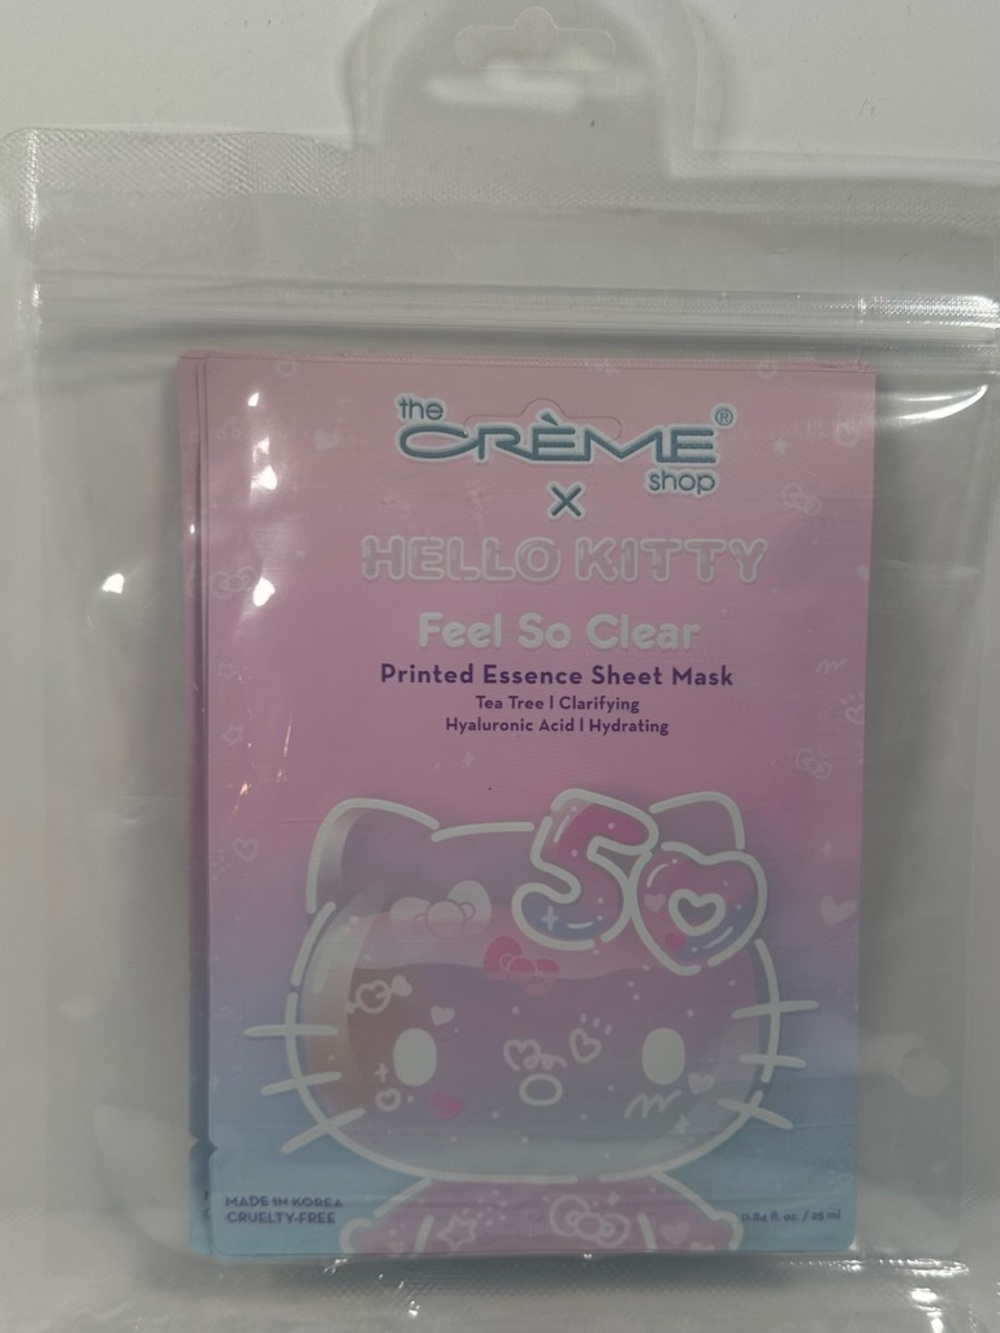 the
CRÈME®
shop
X
HELLO KITTY
Feel So Clear
Printed Essence Sheet Mask
Tea Tree | Clarifying
Hyaluronic Acid | Hydrating
50
MADE IN KOREA
CRUELTY-FREE
0.84 fl. oz. / 25 ml